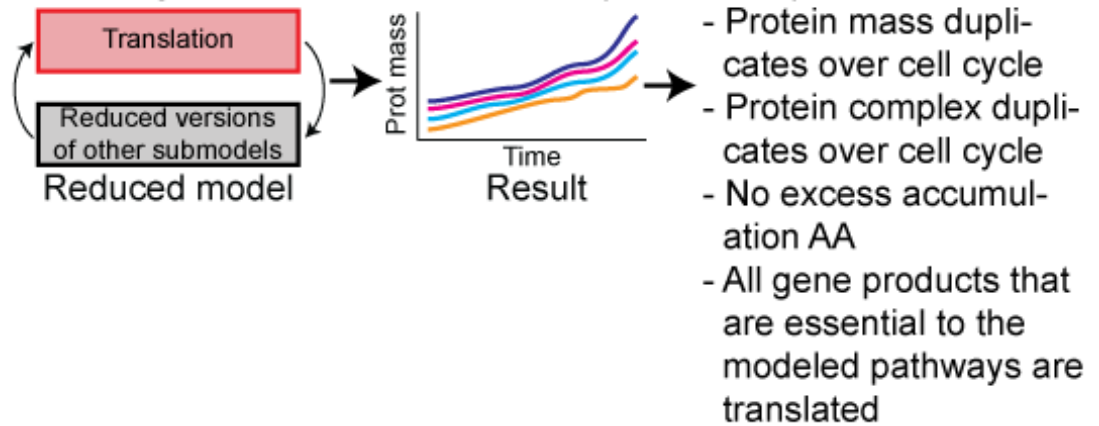 Translation
Reduced versions
of other submodels
Reduced model
Prot mass
Time
Result
- Protein mass dupli-
cates over cell cycle
- Protein complex dupli-
cates over cell cycle
- No excess accumul-
ation AA
- All gene products that
are essential to the
modeled pathways are
translated